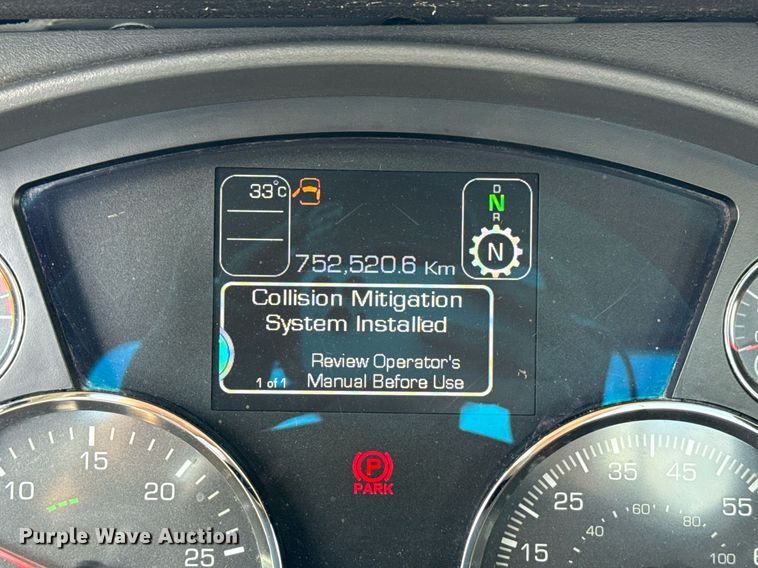 33°C
D
N
R
N
752,520.6 Km
Collision Mitigation
System Installed
Review Operator's
1 of 1 Manual Before Use
P
PARK
10
15
20
25
15
25
35
45
55
40
60
80
100
Purple Wave Auction